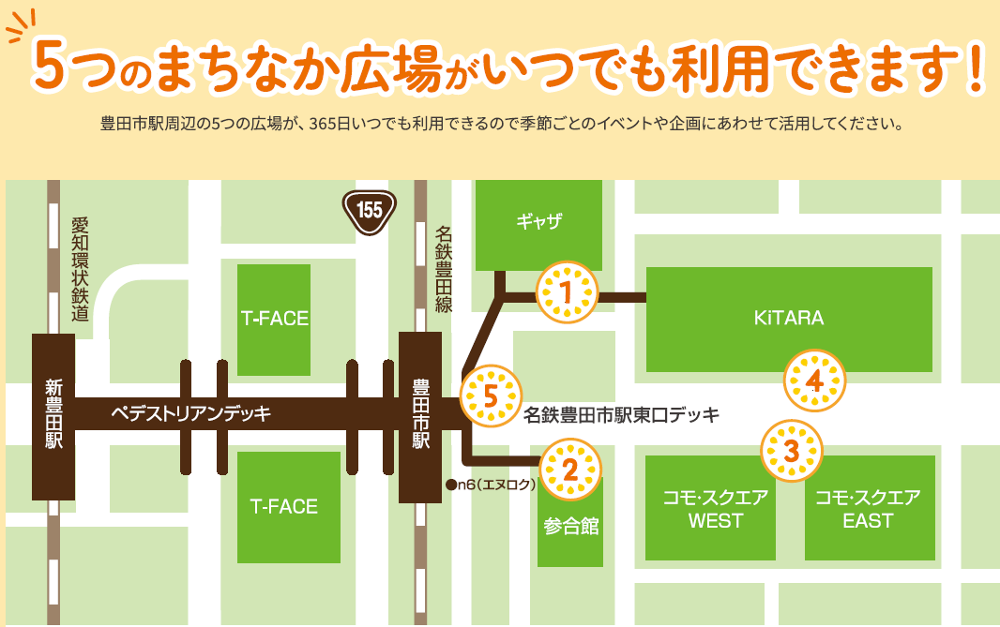 5つのまちなか広場がいつでも利用できます!
豊田市駅周辺の5つの広場が、365日いつでも利用できるので季節ごとのイベントや企画にあわせて活用してください。
155
愛知環状鉄道
名鉄豊田線
ギャザ
1
T-FACE
KiTARA
新豊田駅
ペデストリアンデッキ
豊田市駅
5
名鉄豊田市駅東口デッキ
4
3
2
●n6(エヌロク)
T-FACE
参合館
コモ・スクエア
WEST
コモ・スクエア
EAST